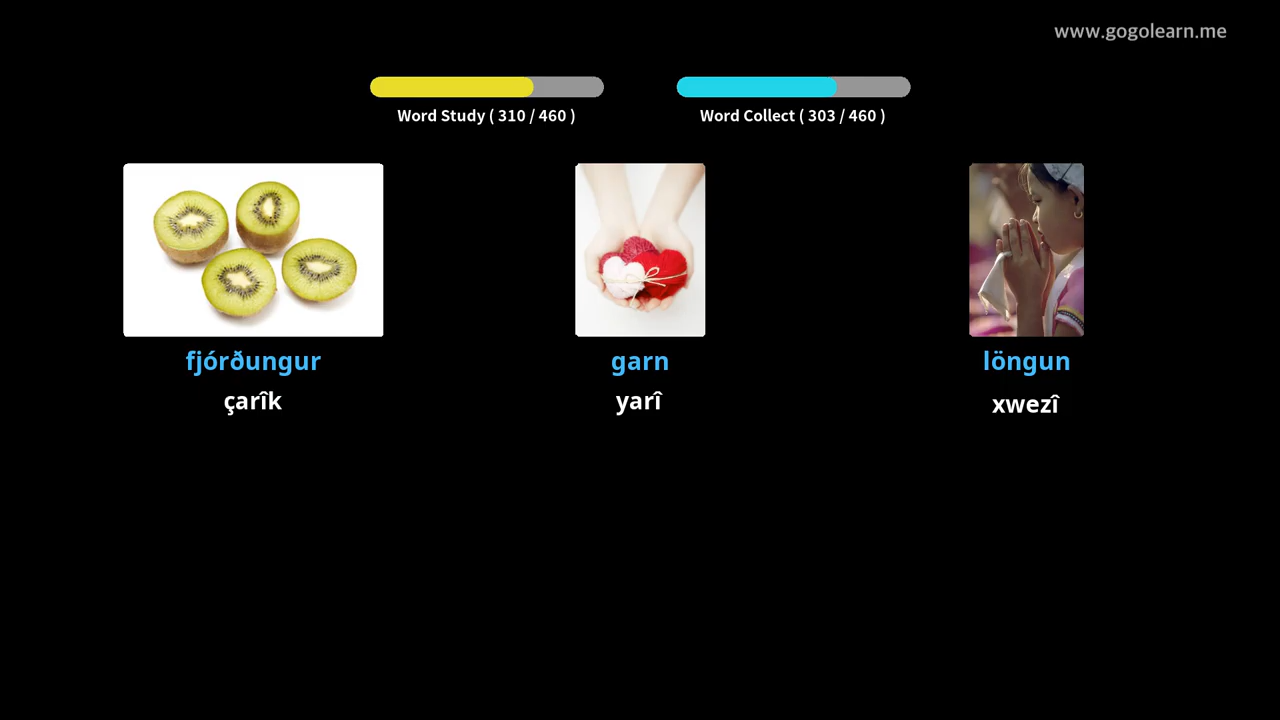 www.gogolearn.me
Word Study ( 310 / 460 )
Word Collect ( 303 / 460 )
fjórðungur
garn
löngun
çarîk
yarî
xwezî